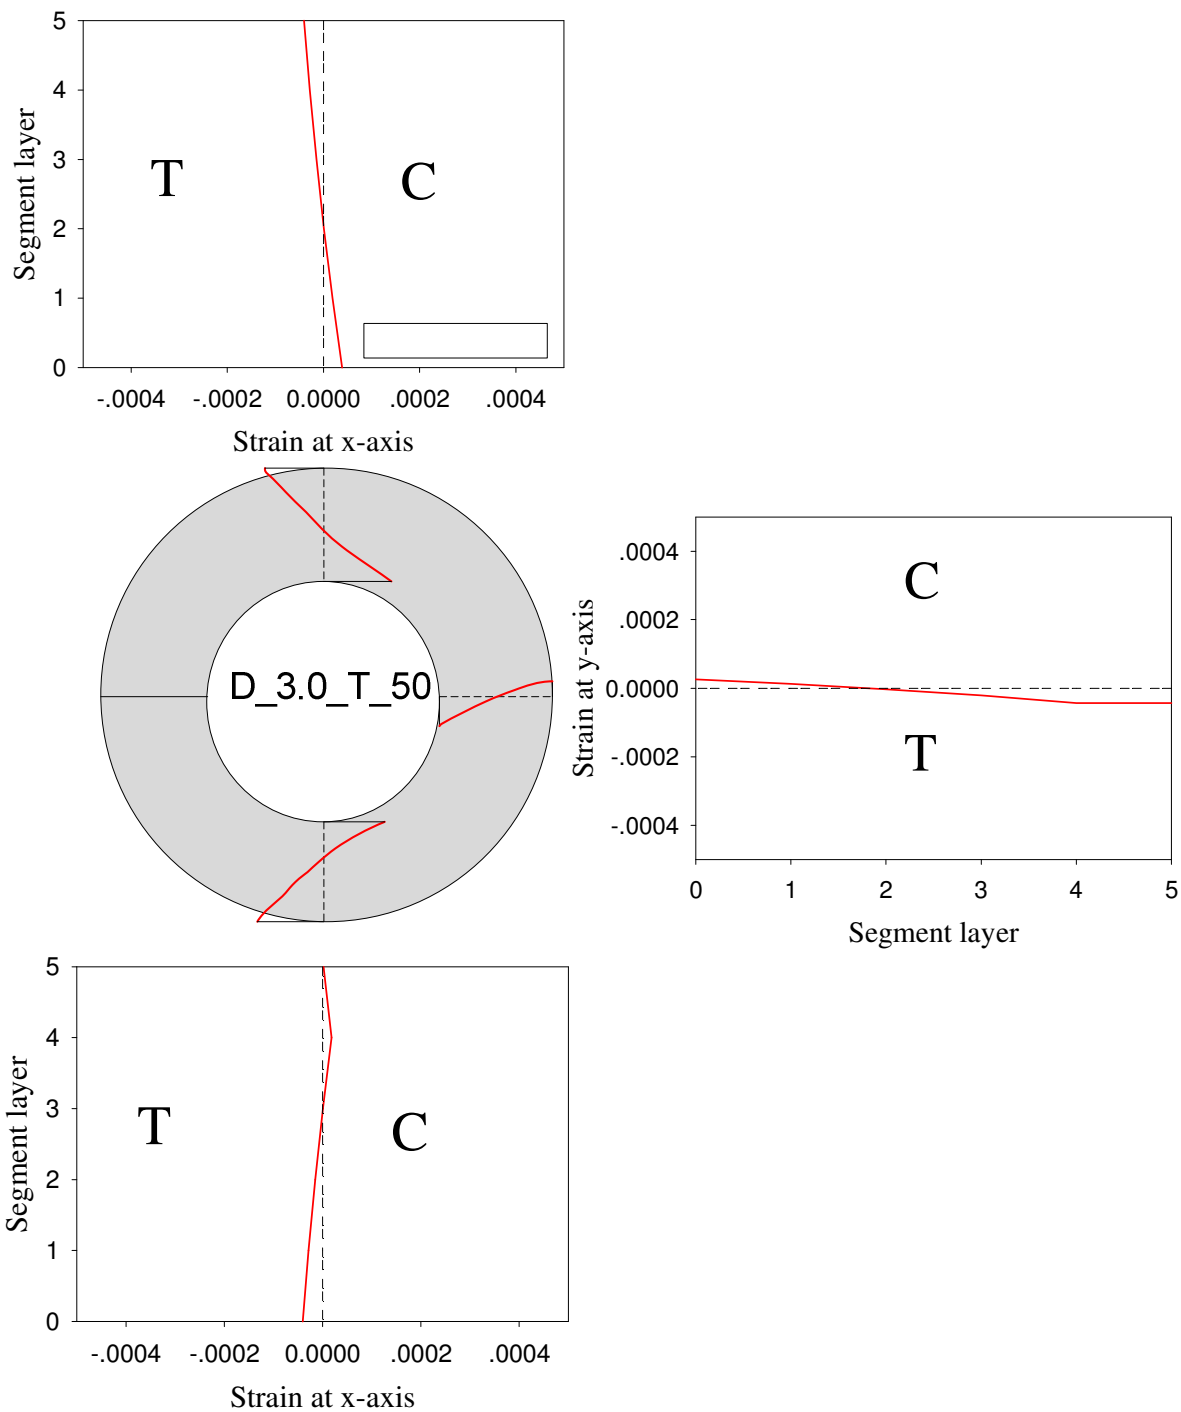 5
4
3
2
1
0
Segment layer
T
C
-.0004 -.0002 0.0000 .0002 .0004
Strain at x-axis
D_3.0_T_50
.0004
.0002
0.0000
-.0002
-.0004
Strain at y-axis
C
T
0 1 2 3 4 5
Segment layer
5
4
3
2
1
0
Segment layer
T
C
-.0004 -.0002 0.0000 .0002 .0004
Strain at x-axis